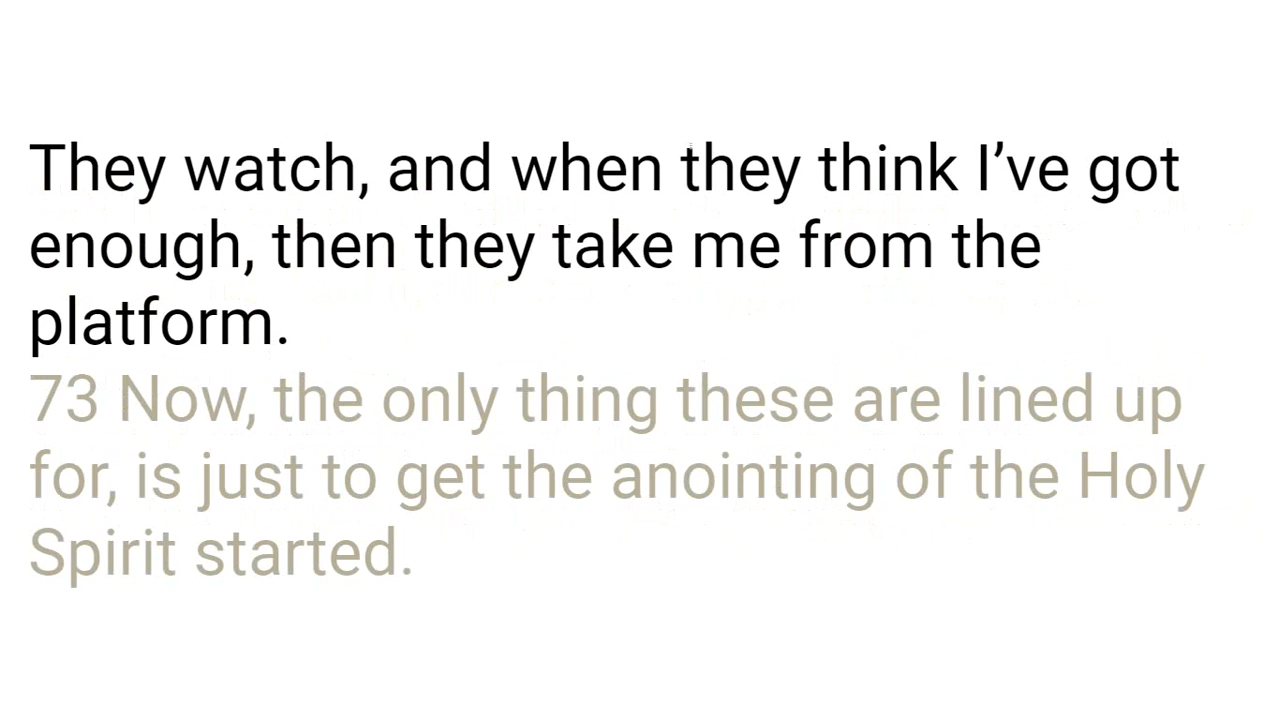 They watch, and when they think I’ve got
enough, then they take me from the
platform.
73 Now, the only thing these are lined up
for, is just to get the anointing of the Holy
Spirit started.